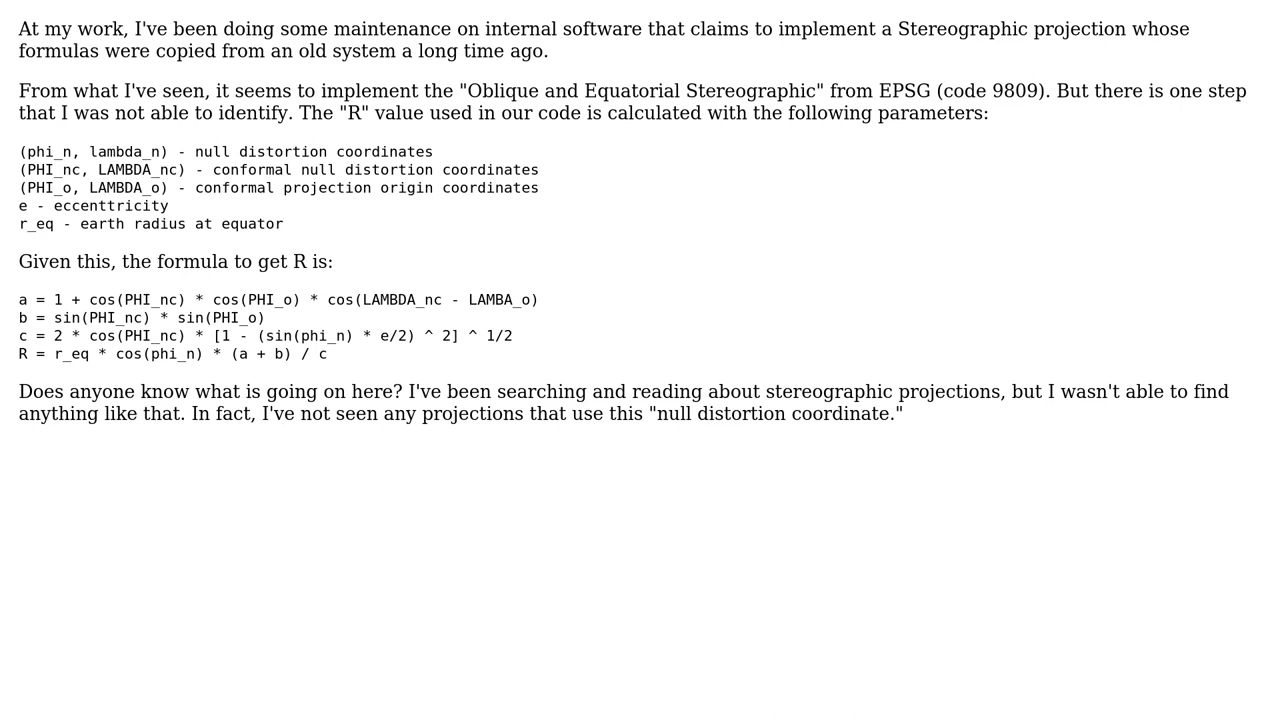 At my work, I've been doing some maintenance on internal software that claims to implement a Stereographic projection whose
formulas were copied from an old system a long time ago.
From what I've seen, it seems to implement the "Oblique and Equatorial Stereographic" from EPSG (code 9809). But there is one step
that I was not able to identify. The "R" value used in our code is calculated with the following parameters:
(phi_n, lambda_n) - null distortion coordinates
(PHI_nc, LAMBDA_nc) - conformal null distortion coordinates
(PHI_o, LAMBDA_o) - conformal projection origin coordinates
e - eccenttricity
r_eq - earth radius at equator
Given this, the formula to get R is:
a = 1 + cos(PHI_nc) * cos(PHI_o) * cos(LAMBDA_nc - LAMBA_o)
b = sin(PHI_nc) * sin(PHI_o)
c = 2 * cos(PHI_nc) * [1 - (sin(phi_n) * e/2) ^ 2] ^ 1/2
R = r_eq * cos(phi_n) * (a + b) / c
Does anyone know what is going on here? I've been searching and reading about stereographic projections, but I wasn't able to find
anything like that. In fact, I've not seen any projections that use this "null distortion coordinate."